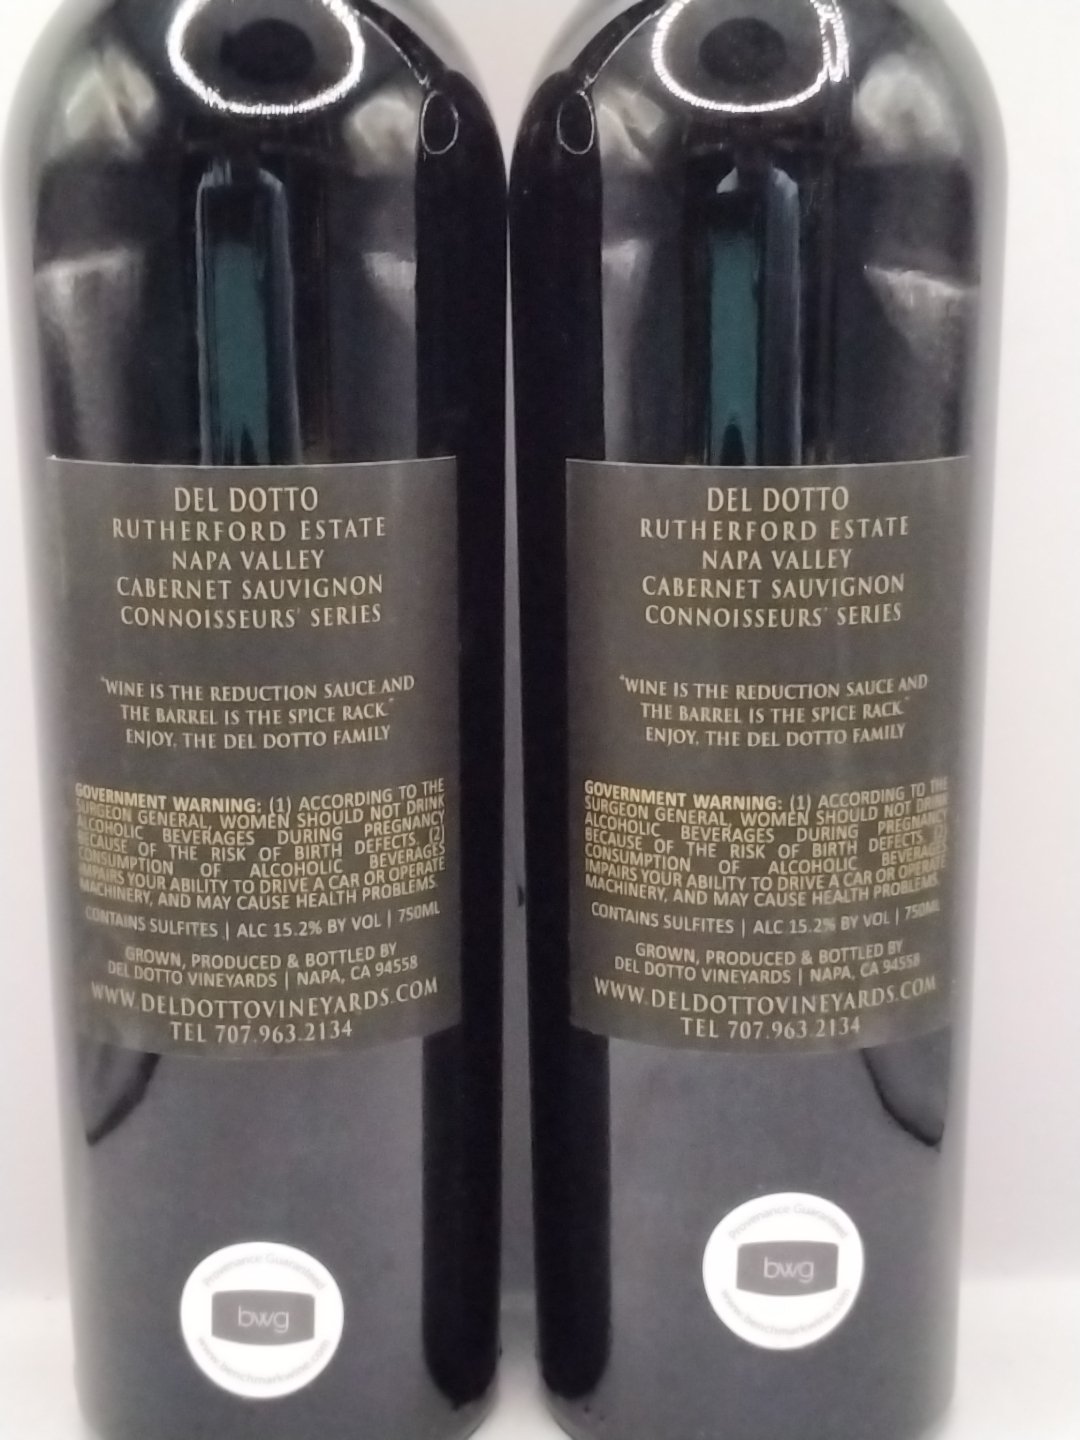 DEL DOTTO
RUTHERFORD ESTATE
NAPA VALLEY
CABERNET SAUVIGNON
CONNOISSEURS' SERIES
"WINE IS THE REDUCTION SAUCE AND
THE BARREL IS THE SPICE RACK"
ENJOY, THE DEL DOTTO FAMILY
GOVERNMENT WARNING: (1) ACCORDING TO THE
SURGEON GENERAL, WOMEN SHOULD NOT DRINK
ALCOHOLIC BEVERAGES DURING PREGNANCY
BECAUSE OF THE RISK OF BIRTH DEFECTS. (2)
CONSUMPTION OF ALCOHOLIC BEVERAGES
IMPAIRS YOUR ABILITY TO DRIVE A CAR OR OPERATE
MACHINERY, AND MAY CAUSE HEALTH PROBLEMS.
CONTAINS SULFITES | ALC 15.2% BY VOL | 750ML
GROWN, PRODUCED & BOTTLED BY
DEL DOTTO VINEYARDS | NAPA, CA 94558
WWW.DELDOTTOVINEYARDS.COM
TEL 707.963.2134
Provenance Guaranteed
bwg
www.benchmarkwine.com
DEL DOTTO
RUTHERFORD ESTATE
NAPA VALLEY
CABERNET SAUVIGNON
CONNOISSEURS' SERIES
"WINE IS THE REDUCTION SAUCE AND
THE BARREL IS THE SPICE RACK"
ENJOY, THE DEL DOTTO FAMILY
GOVERNMENT WARNING: (1) ACCORDING TO THE
SURGEON GENERAL, WOMEN SHOULD NOT DRINK
ALCOHOLIC BEVERAGES DURING PREGNANCY
BECAUSE OF THE RISK OF BIRTH DEFECTS. (2)
CONSUMPTION OF ALCOHOLIC BEVERAGES
IMPAIRS YOUR ABILITY TO DRIVE A CAR OR OPERATE
MACHINERY, AND MAY CAUSE HEALTH PROBLEMS.
CONTAINS SULFITES | ALC 15.2% BY VOL | 750ML
GROWN, PRODUCED & BOTTLED BY
DEL DOTTO VINEYARDS | NAPA, CA 94558
WWW.DELDOTTOVINEYARDS.COM
TEL 707.963.2134
Provenance Guaranteed
bwg
www.benchmarkwine.com